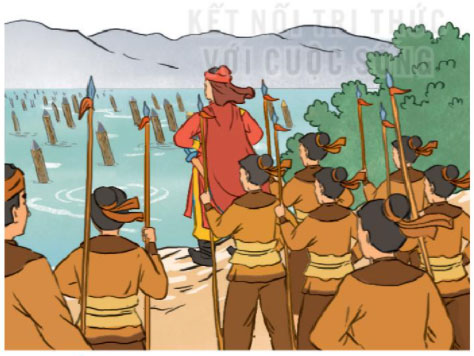 KẾT NỐI TRI THỨC
VỚI CUỘC SỐNG